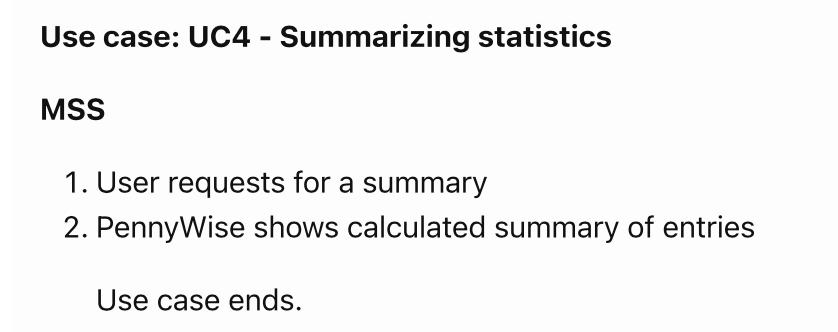 Use case: UC4 - Summarizing statistics
MSS
1. User requests for a summary
2. PennyWise shows calculated summary of entries
Use case ends.